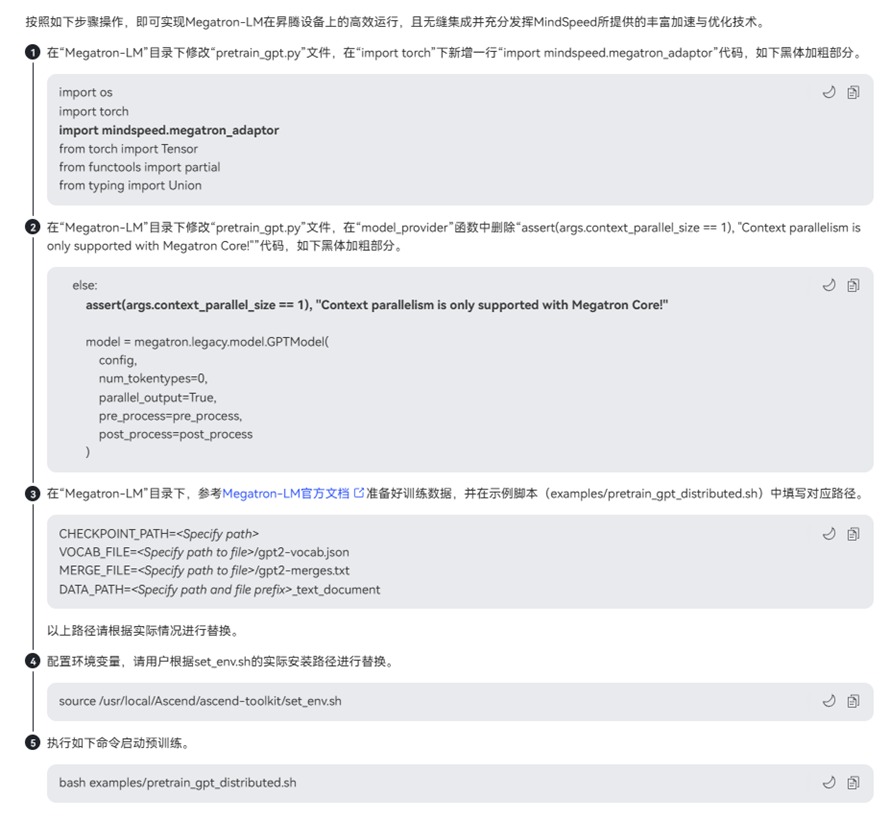 按照如下步骤操作，即可实现Megatron-LM在昇腾设备上的高效运行，且无缝集成并充分发挥MindSpeed所提供的丰富加速与优化技术。
1 在“Megatron-LM”目录下修改“pretrain_gpt.py”文件，在“import torch”下新增一行“import mindspeed.megatron_adaptor”代码，如下黑体加粗部分。
import os
import torch
import mindspeed.megatron_adaptor
from torch import Tensor
from functools import partial
from typing import Union
2 在“Megatron-LM”目录下修改“pretrain_gpt.py”文件，在“model_provider”函数中删除“assert(args.context_parallel_size == 1), "Context parallelism is
only supported with Megatron Core!"”代码，如下黑体加粗部分。
else:
assert(args.context_parallel_size == 1), "Context parallelism is only supported with Megatron Core!"
model = megatron.legacy.model.GPTModel(
config,
num_tokentypes=0,
parallel_output=True,
pre_process=pre_process,
post_process=post_process
)
3 在“Megatron-LM”目录下，参考Megatron-LM官方文档准备好训练数据，并在示例脚本（examples/pretrain_gpt_distributed.sh）中填写对应路径。
CHECKPOINT_PATH=<Specify path>
VOCAB_FILE=<Specify path to file>/gpt2-vocab.json
MERGE_FILE=<Specify path to file>/gpt2-merges.txt
DATA_PATH=<Specify path and file prefix>_text_document
以上路径请根据实际情况进行替换。
4 配置环境变量，请用户根据set_env.sh的实际安装路径进行替换。
source /usr/local/Ascend/ascend-toolkit/set_env.sh
5 执行如下命令启动预训练。
bash examples/pretrain_gpt_distributed.sh